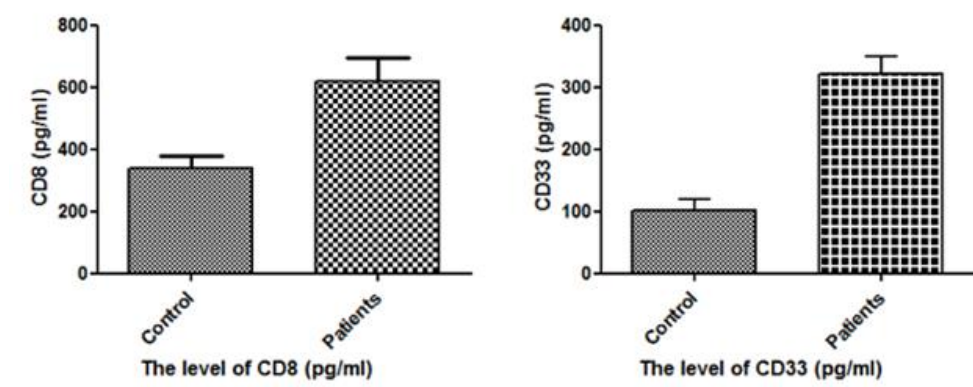 800
600
400
200
0
CD8 (pg/ml)
Control
Patients
The level of CD8 (pg/ml)
400
300
200
100
0
CD33 (pg/ml)
Control
Patients
The level of CD33 (pg/ml)